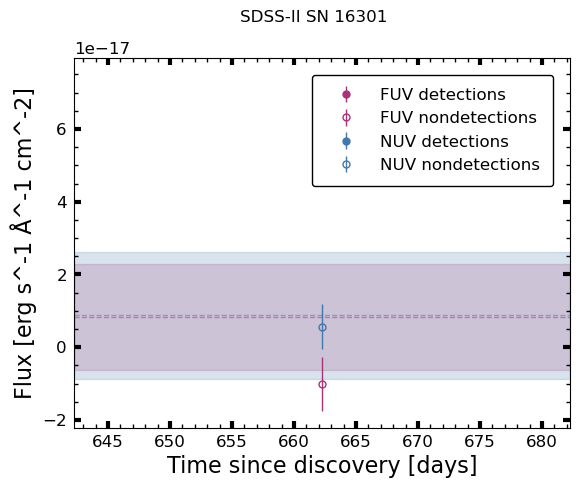 SDSS-II SN 16301
1e−17
FUV detections
FUV nondetections
NUV detections
NUV nondetections
6
4
2
0
−2
645 650 655 660 665 670 675 680
Time since discovery [days]
Flux [erg s^-1 Å^-1 cm^-2]